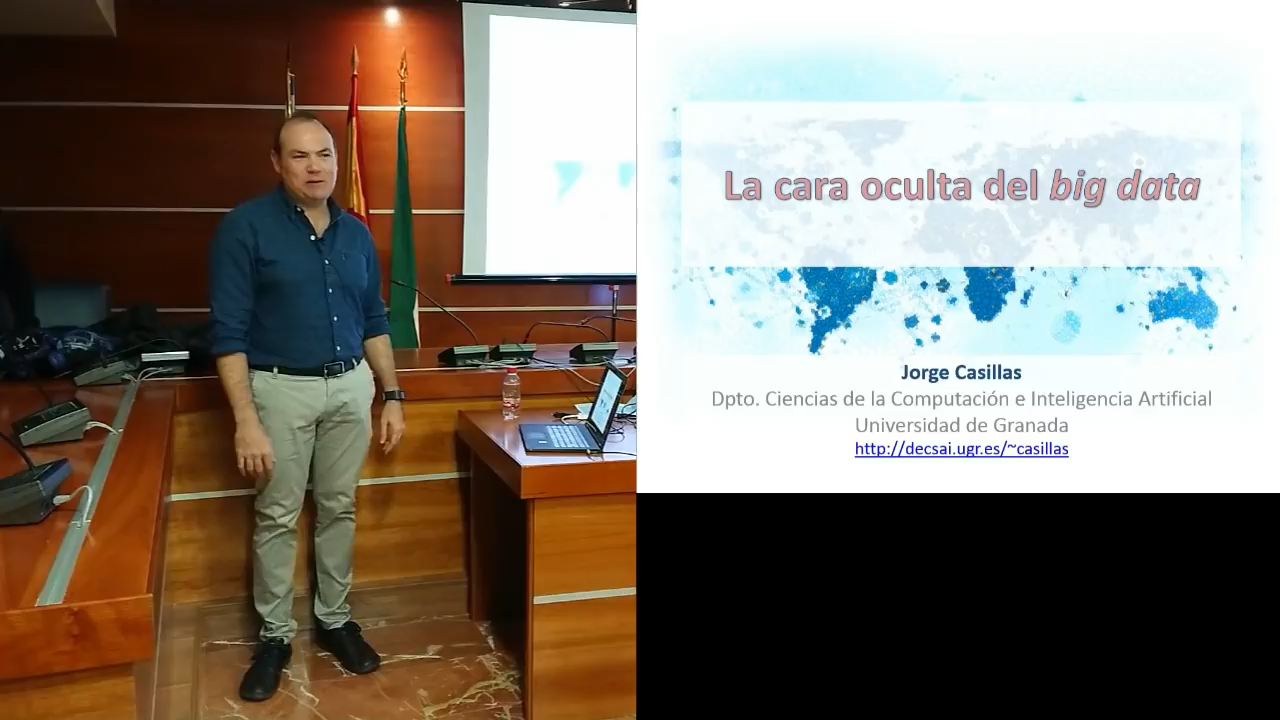 La cara oculta del big data
Jorge Casillas
Dpto. Ciencias de la Computación e Inteligencia Artificial
Universidad de Granada
http://decsai.ugr.es/~casillas